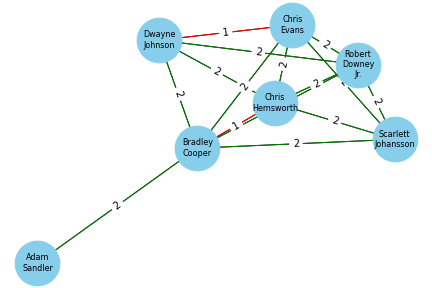 Chris
Evans
Dwayne
Johnson
1
2
2
Robert
Downey
Jr.
2
2
2
2
2
Chris
Hemsworth
2
1
2
Scarlett
Johansson
Bradley
Cooper
2
2
Adam
Sandler